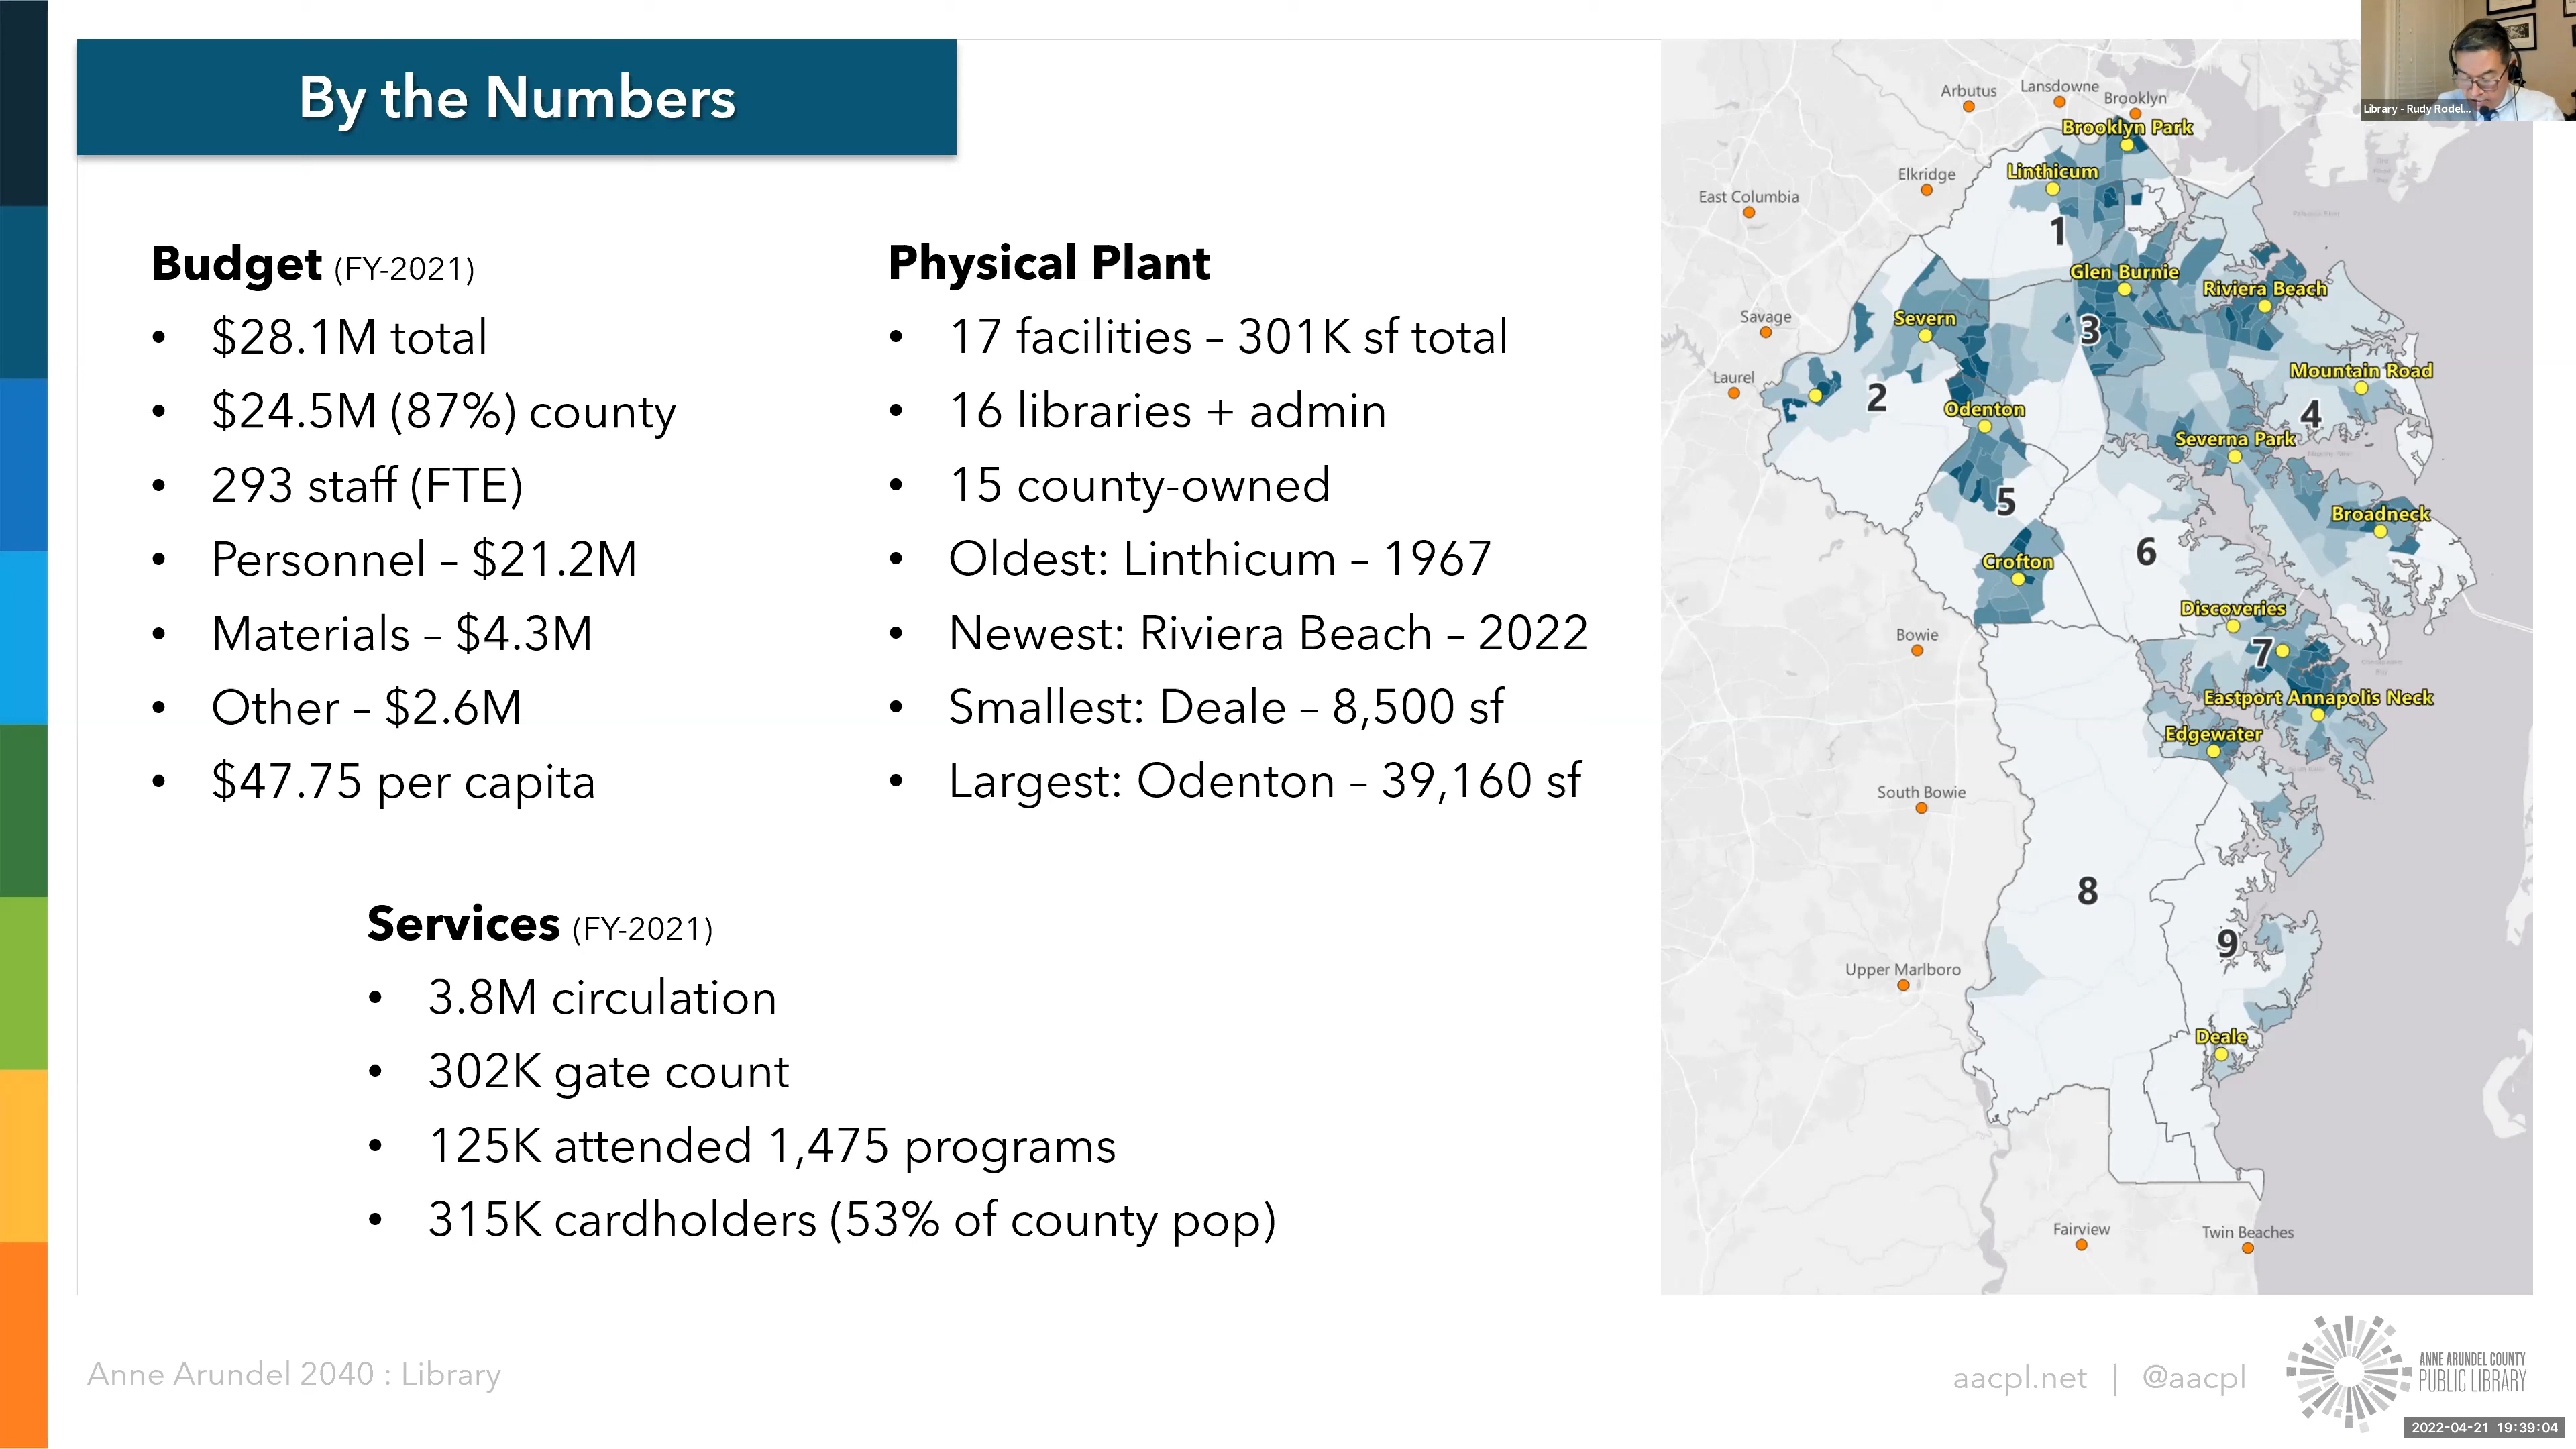 By the Numbers
Budget (FY-2021)
• $28.1M total
• $24.5M (87%) county
• 293 staff (FTE)
• Personnel – $21.2M
• Materials – $4.3M
• Other – $2.6M
• $47.75 per capita
Physical Plant
• 17 facilities – 301K sf total
• 16 libraries + admin
• 15 county-owned
• Oldest: Linthicum – 1967
• Newest: Riviera Beach – 2022
• Smallest: Deale – 8,500 sf
• Largest: Odenton – 39,160 sf
Services (FY-2021)
• 3.8M circulation
• 302K gate count
• 125K attended 1,475 programs
• 315K cardholders (53% of county pop)
Arbutus
Lansdowne
Brooklyn
Brooklyn Park
Linthicum
Elkridge
East Columbia
1
Glen Burnie
Riviera Beach
Savage
Severn
3
Laurel
Mountain Road
2
Odenton
4
Severna Park
5
Broadneck
6
Crofton
Discoveries
Bowie
7
Eastport Annapolis Neck
Edgewater
South Bowie
8
9
Upper Marlboro
Deale
Fairview
Twin Beaches
Library - Rudy Rodel...
Anne Arundel 2040 : Library
aacpl.net | @aacpl
ANNE ARUNDEL COUNTY
PUBLIC LIBRARY
2022-04-21 19:39:04